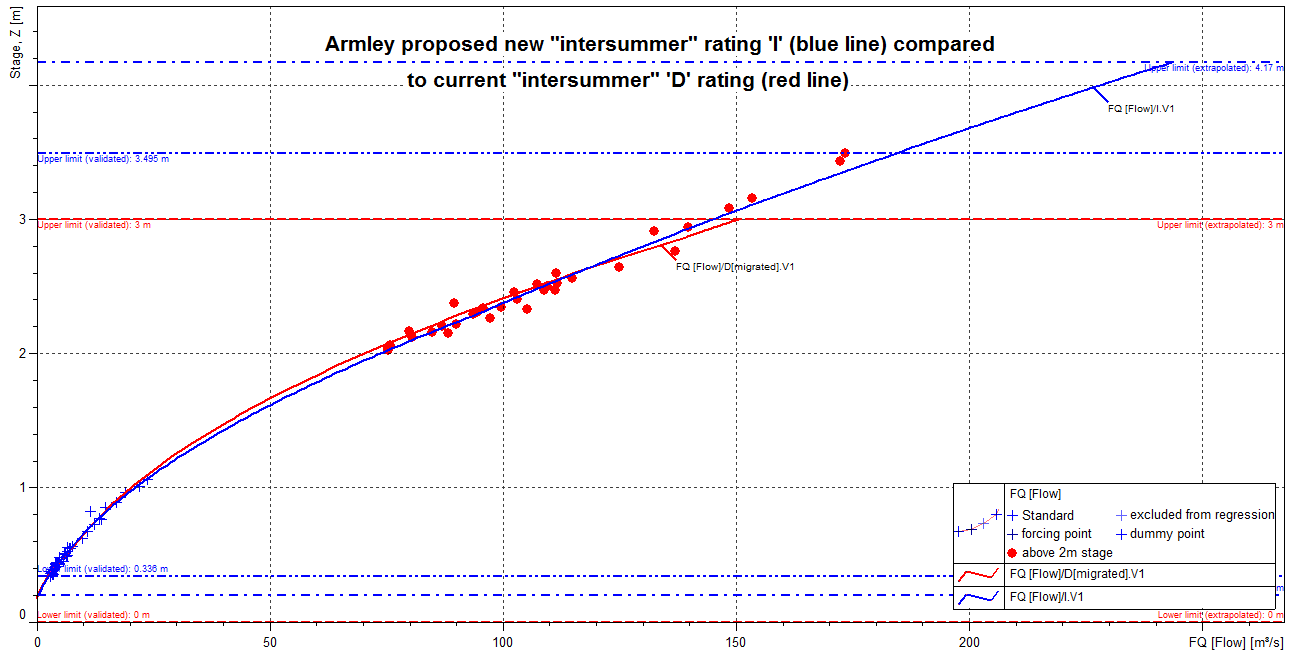 Armley proposed new "intersummer" rating 'I' (blue line) compared
to current "intersummer" 'D' rating (red line)
Stage, Z [m]
Upper limit (extrapolated): 4.17 m
FQ [Flow]/I.V1
Upper limit (validated): 3.495 m
3
Upper limit (validated): 3 m
Upper limit (extrapolated): 3 m
FQ [Flow]/D[migrated].V1
2
1
FQ [Flow]
Standard
excluded from regression
forcing point
dummy point
above 2m stage
FQ [Flow]/D[migrated].V1
FQ [Flow]/I.V1
limit (validated): 0.336 m
m
0
Lower limit (validated): 0 m
Lower limit (extrapolated): 0 m
0
50
100
150
200
FQ [Flow] [m³/s]